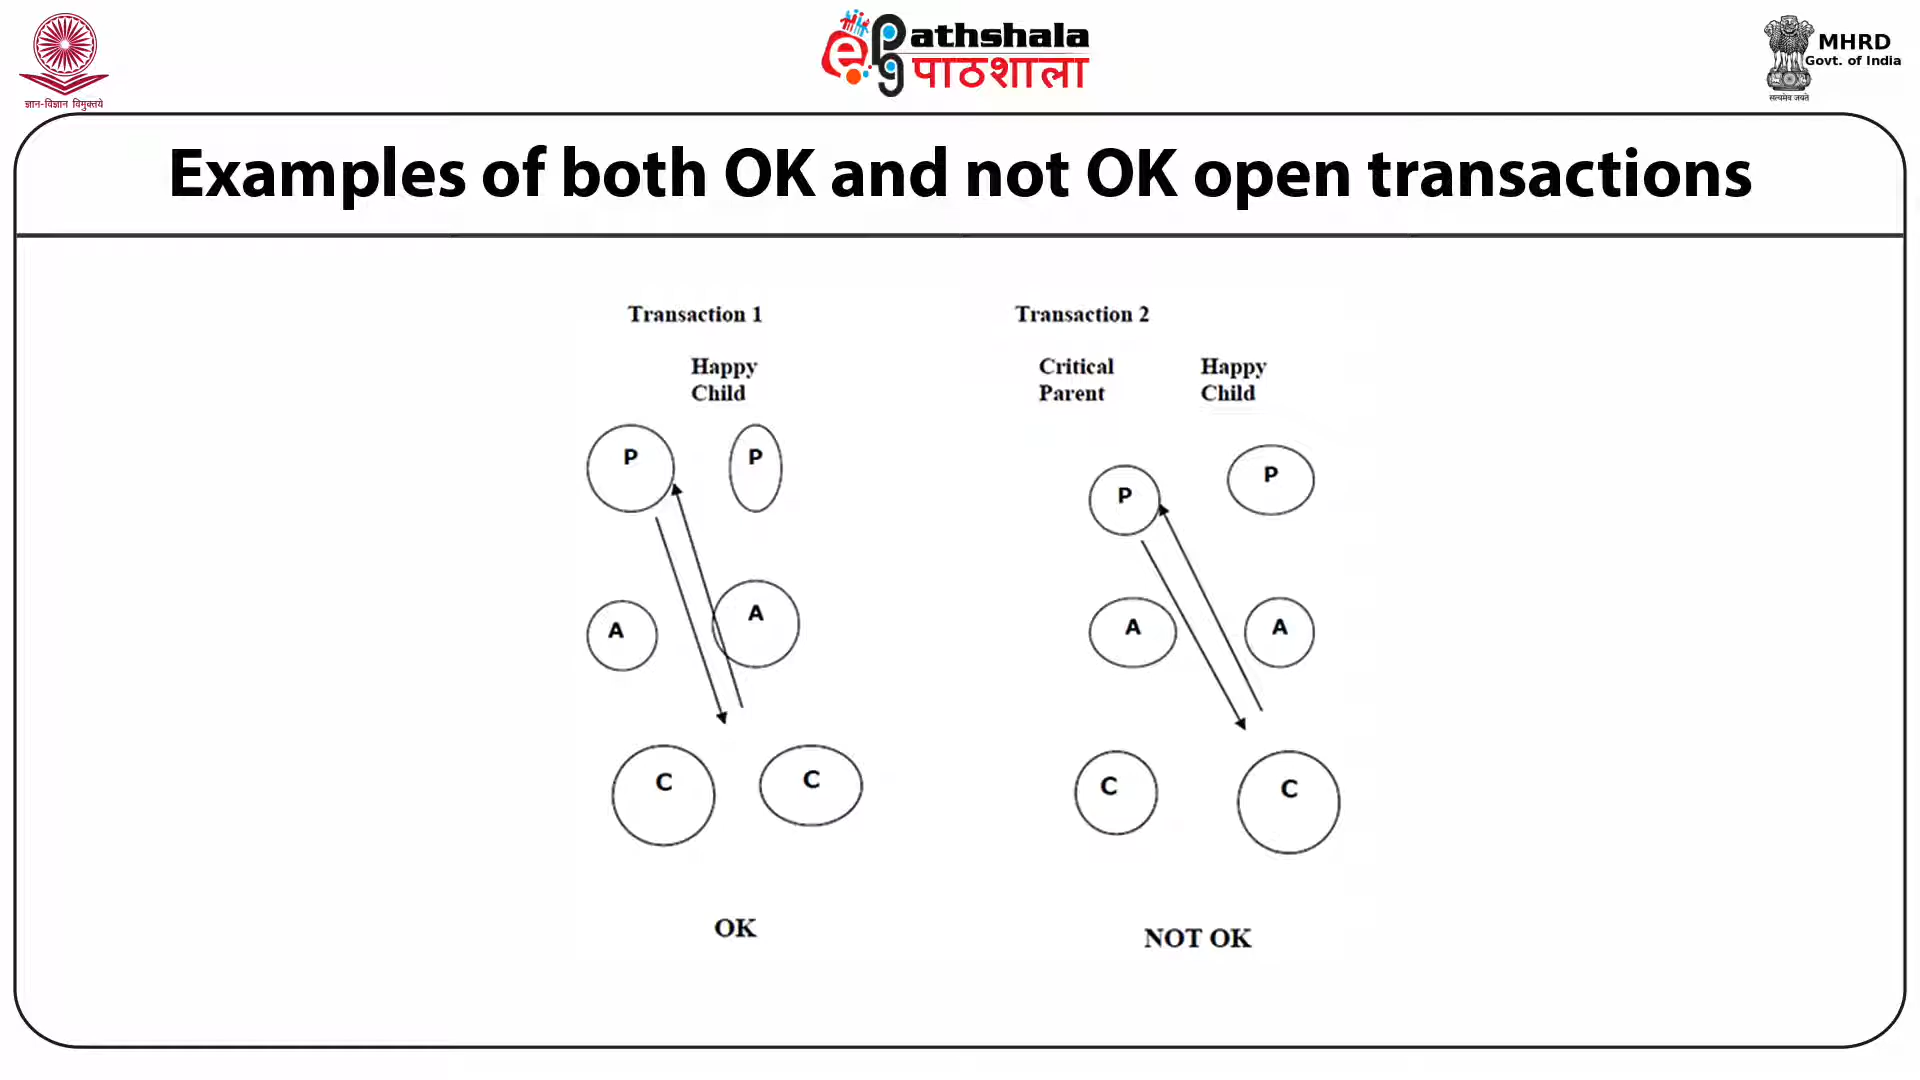 ज्ञान-विज्ञान विमुक्तये
ePathshala
पाठशाला
सत्यमेव जयते
MHRD
Govt. of India
Examples of both OK and not OK open transactions
Transaction 1
Happy
Child
P
P
A
A
C
C
OK
Transaction 2
Critical
Parent
Happy
Child
P
P
A
A
C
C
NOT OK